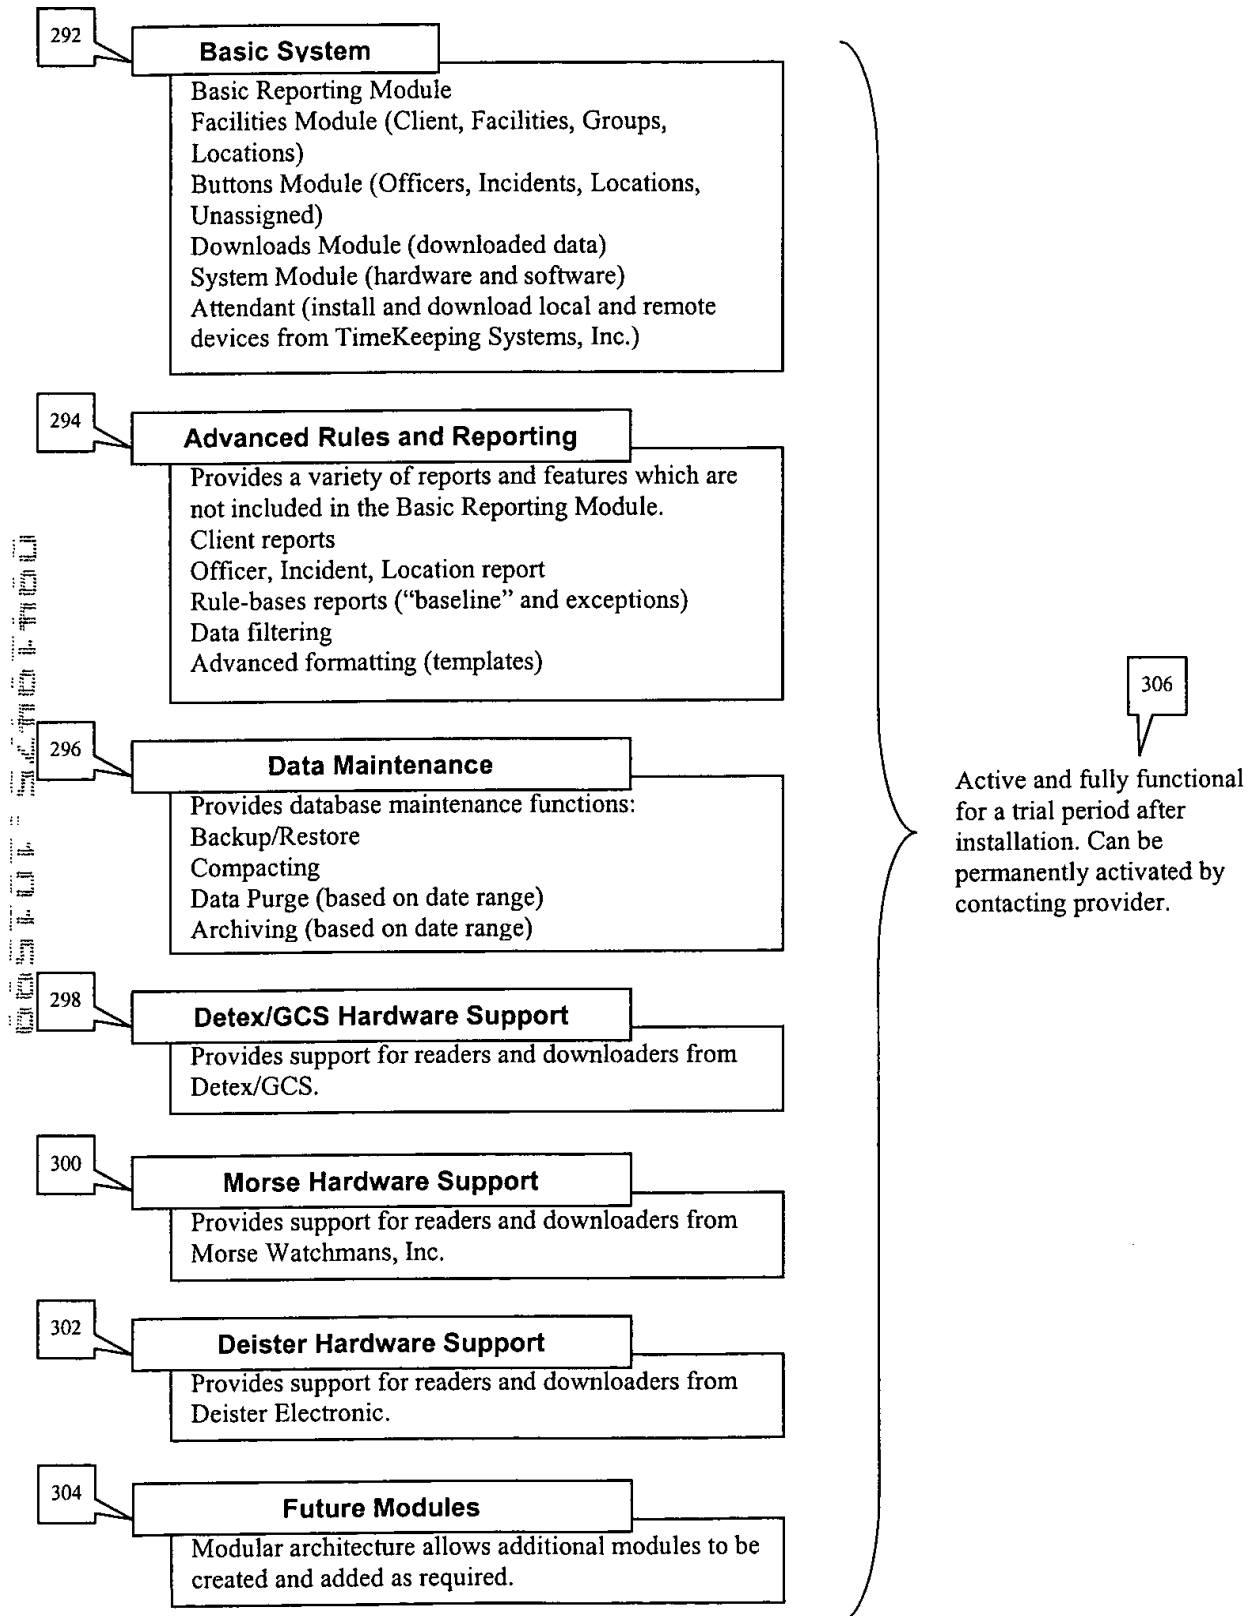 292
Basic System
Basic Reporting Module
Facilities Module (Client, Facilities, Groups,
Locations)
Buttons Module (Officers, Incidents, Locations,
Unassigned)
Downloads Module (downloaded data)
System Module (hardware and software)
Attendant (install and download local and remote
devices from TimeKeeping Systems, Inc.)
294
Advanced Rules and Reporting
Provides a variety of reports and features which are
not included in the Basic Reporting Module.
Client reports
Officer, Incident, Location report
Rule-bases reports (“baseline” and exceptions)
Data filtering
Advanced formatting (templates)
296
Data Maintenance
Provides database maintenance functions:
Backup/Restore
Compacting
Data Purge (based on date range)
Archiving (based on date range)
298
Detex/GCS Hardware Support
Provides support for readers and downloaders from
Detex/GCS.
300
Morse Hardware Support
Provides support for readers and downloaders from
Morse Watchmans, Inc.
302
Deister Hardware Support
Provides support for readers and downloaders from
Deister Electronic.
304
Future Modules
Modular architecture allows additional modules to be
created and added as required.
306
Active and fully functional
for a trial period after
installation. Can be
permanently activated by
contacting provider.